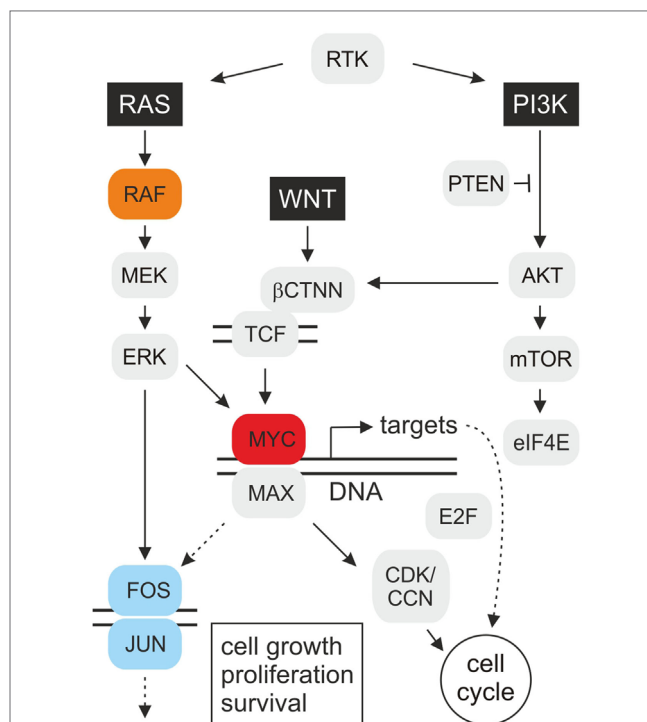 RTK
RAS
PI3K
RAF
PTEN
WNT
MEK
βCTNN
AKT
TCF
ERK
mTOR
MYC
targets
eIF4E
MAX
DNA
E2F
FOS
CDK/
CCN
JUN
cell growth
proliferation
survival
cell
cycle